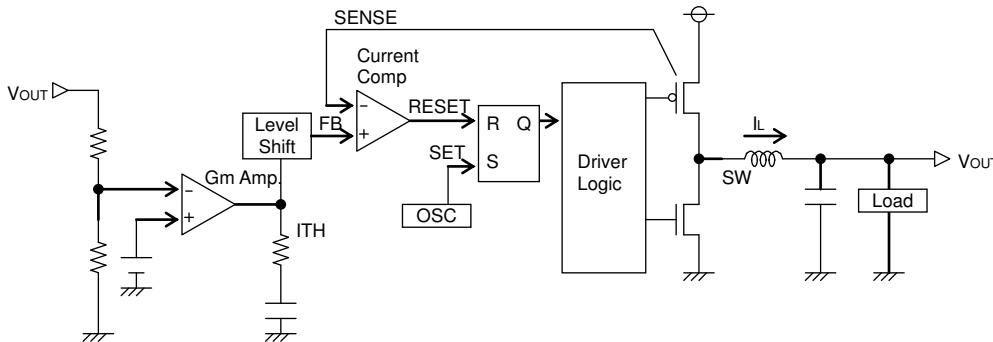 SENSE
Current
Comp
VOUT
RESET
Level
Shift
FB
R Q
IL
SET
S
Driver
Logic
VOUT
Gm Amp.
SW
OSC
Load
ITH
−
+
−
+